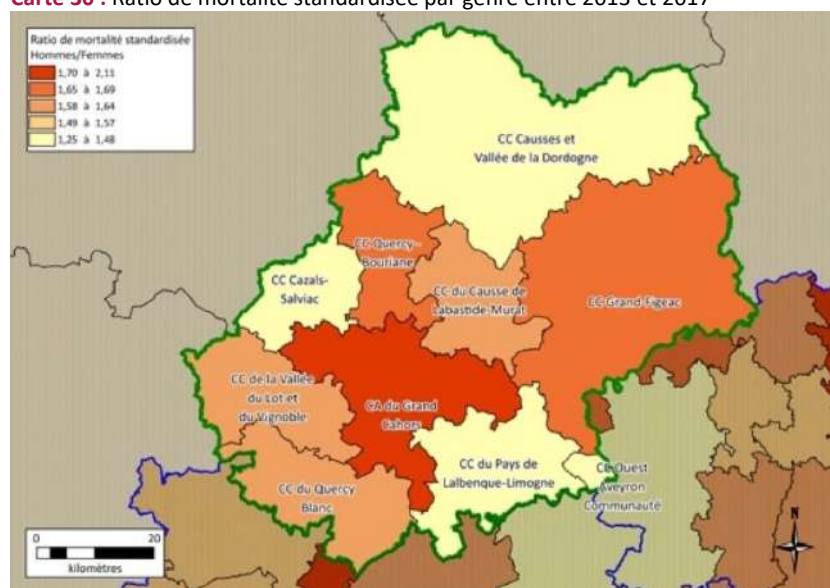 Carte 30 : Ratio de mortalité standardisée par genre entre 2013 et 2017
Ratio de mortalité standardisée
Hommes/Femmes
1,70 à 2,11
1,65 à 1,69
1,58 à 1,64
1,49 à 1,57
1,25 à 1,48
CC Causses et
Vallée de la Dordogne
CC Quercy-
Bouriane
CC Cazals-
Salviac
CC du Causse de
Labastide-Murat
CC Grand-Figeac
CC de la Vallée
du Lot et
du Vignoble
CA du Grand
Cahors
CC du Pays de
Lalbenque-Limogne
CC Ouest
Aveyron
Communauté
CC du Quercy
Blanc
0 20
kilomètres
N